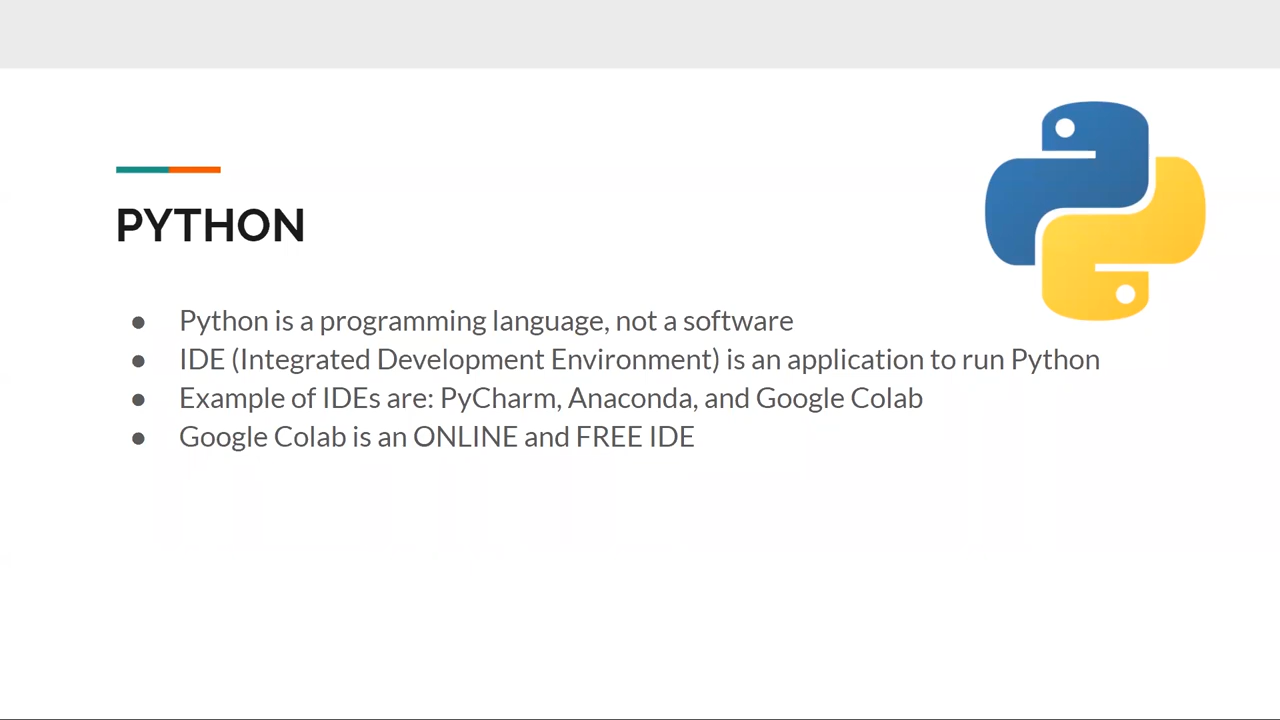 PYTHON
● Python is a programming language, not a software
● IDE (Integrated Development Environment) is an application to run Python
● Example of IDEs are: PyCharm, Anaconda, and Google Colab
● Google Colab is an ONLINE and FREE IDE